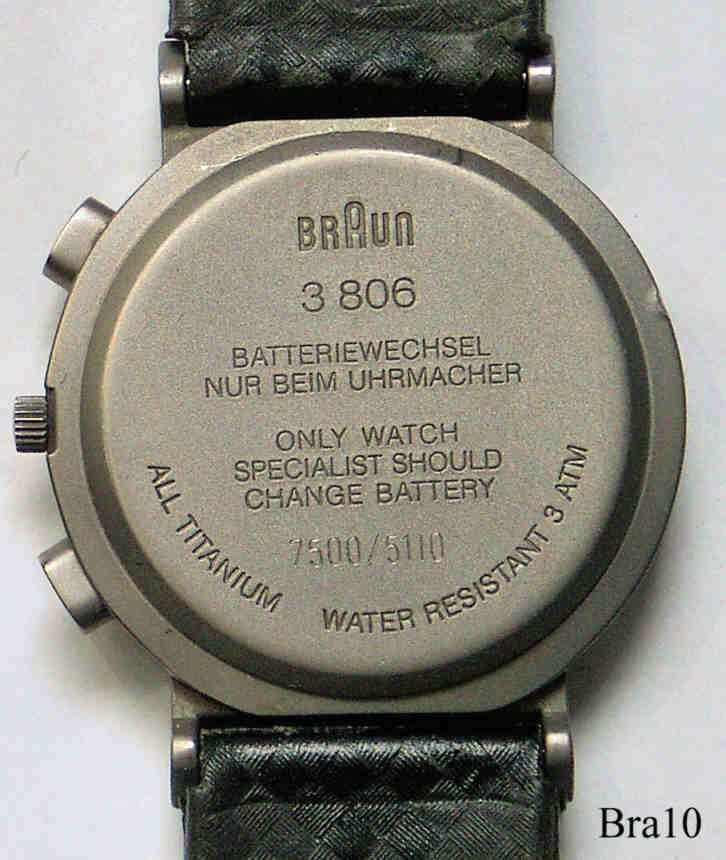 BRAUN
3 806
BATTERIEWECHSEL
NUR BEIM UHRMACHER
ONLY WATCH
SPECIALIST SHOULD
CHANGE BATTERY
7500/5110
ALL TITANIUM
WATER RESISTANT 3 ATM
Bra10